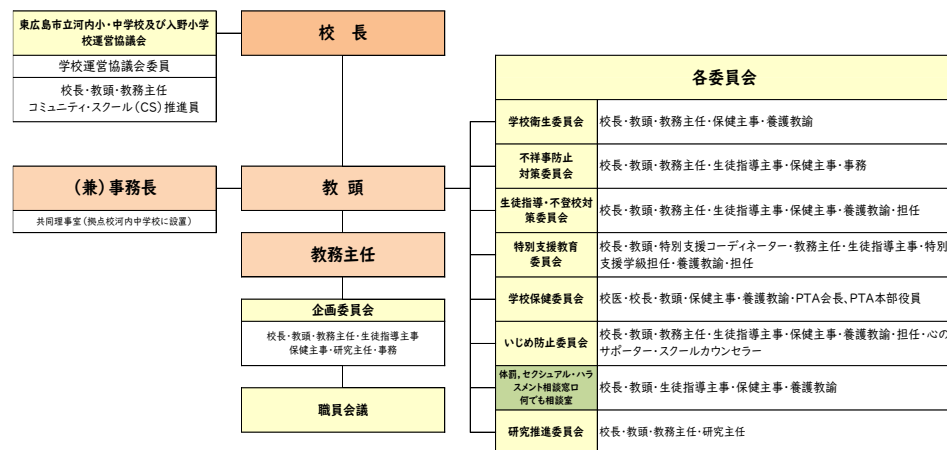 東広島市立河内小・中学校及び入野小学
校運営協議会
学校運営協議会委員
校長・教頭・教務主任
コミュニティ・スクール(CS)推進員
校 長
(兼)事務長
共同理事室(拠点校河内中学校に設置)
教 頭
教務主任
企画委員会
校長・教頭・教務主任・生徒指導主事
保健主事・研究主任・事務
職員会議
各委員会
学校衛生委員会
校長・教頭・教務主任・保健主事・養護教諭
不祥事防止
対策委員会
校長・教頭・教務主任・生徒指導主事・保健主事・事務
生徒指導・不登校対
策委員会
校長・教頭・教務主任・生徒指導主事・保健主事・養護教諭・担任
特別支援教育
委員会
校長・教頭・特別支援コーディネーター・教務主任・生徒指導主事・特別
支援学級担任・養護教諭・担任
学校保健委員会
校医・校長・教頭・保健主事・養護教諭・PTA会長、PTA本部役員
いじめ防止委員会
校長・教頭・教務主任・生徒指導主事・保健主事・養護教諭・担任・心の
サポーター・スクールカウンセラー
体罰,セクシュアル・ハラ
スメント相談窓口
何でも相談室
校長・教頭・生徒指導主事・保健主事・養護教諭
研究推進委員会
校長・教頭・教務主任・研究主任